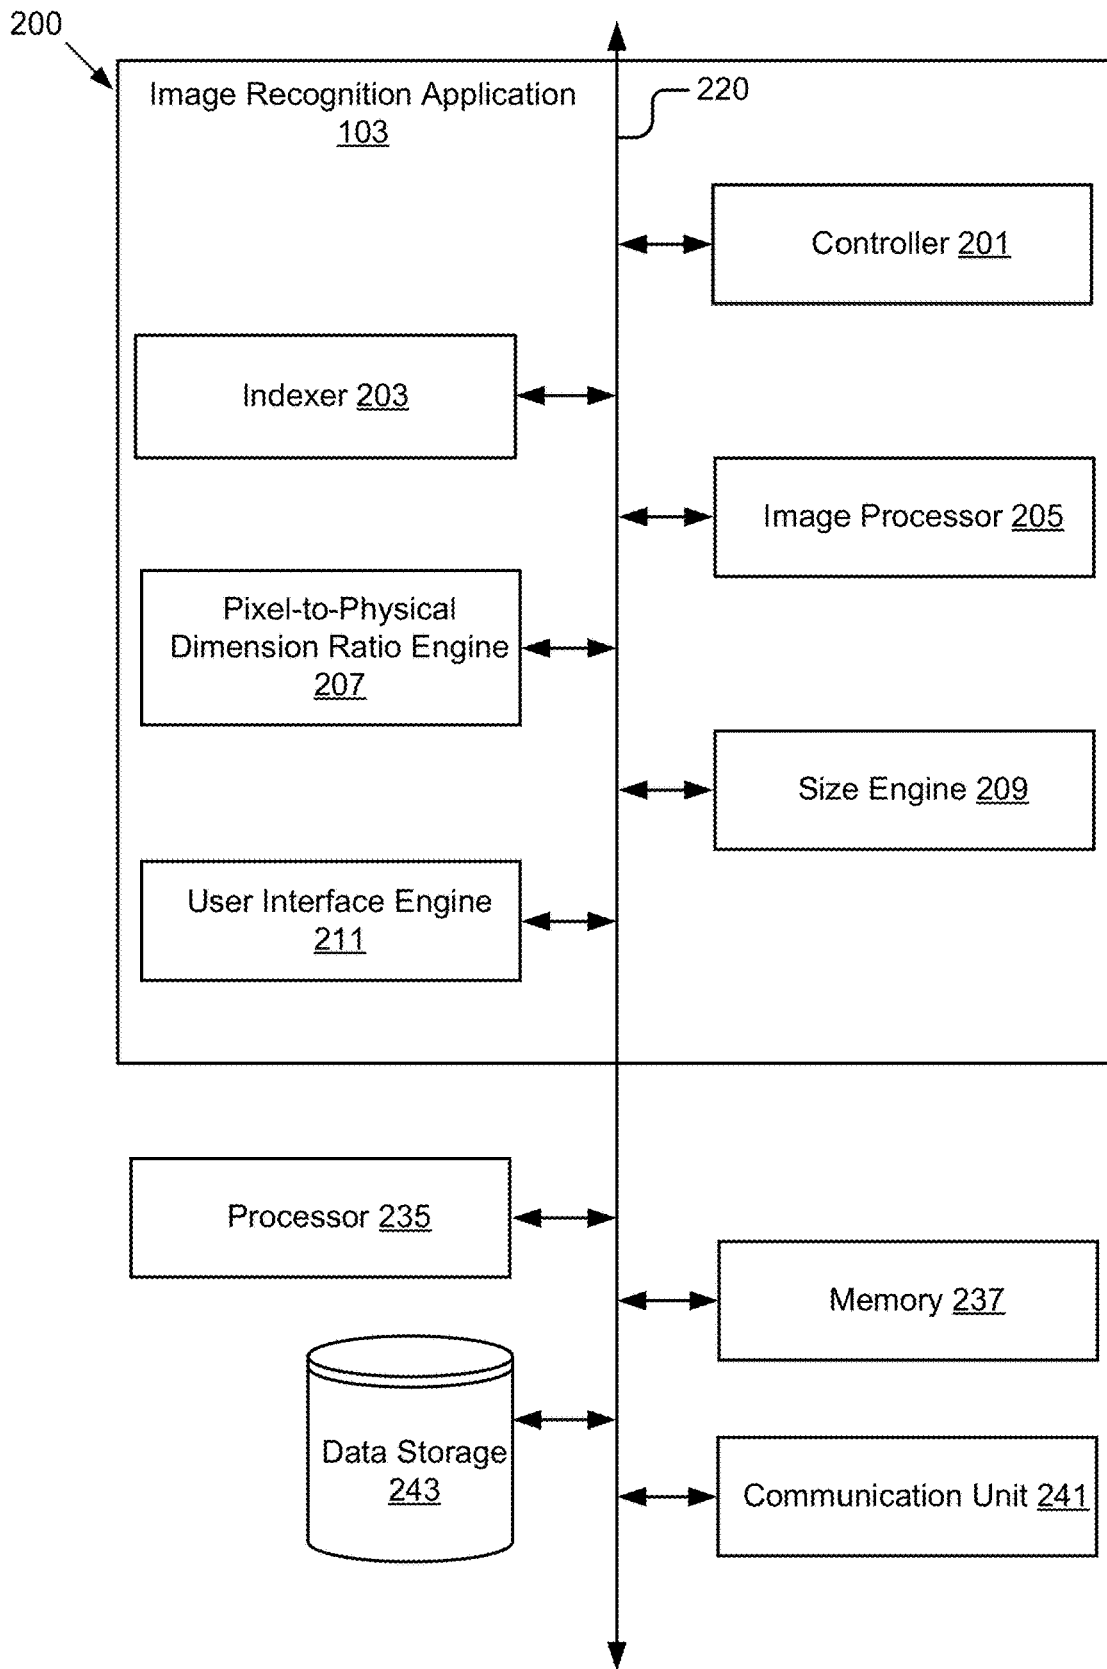 200
Image Recognition Application
103
220
Controller 201
Indexer 203
Image Processor 205
Pixel-to-Physical
Dimension Ratio Engine
207
Size Engine 209
User Interface Engine
211
Processor 235
Memory 237
Data Storage
243
Communication Unit 241